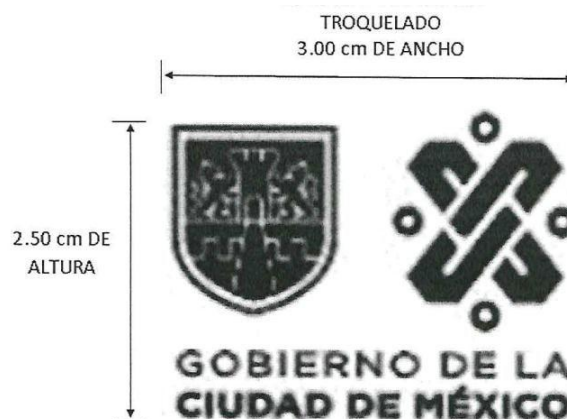 TROQUELADO
3.00 cm DE ANCHO
2.50 cm DE
ALTURA
GOBIERNO DE LA
CIUDAD DE MÉXICO